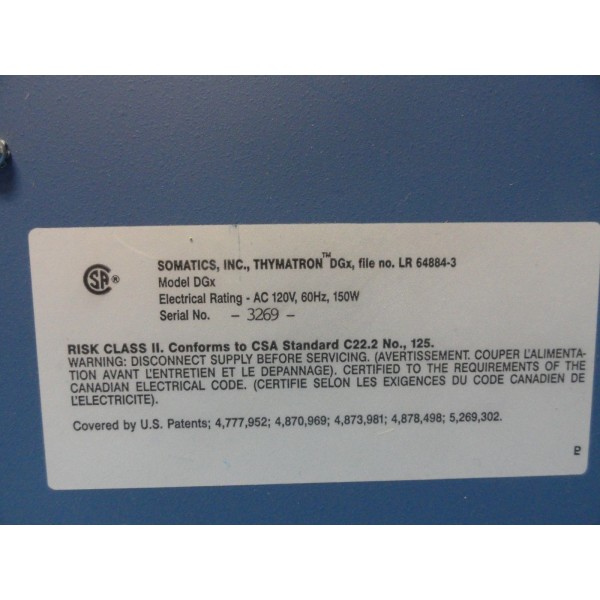 SOMATICS, INC., THYMATRON™ DGx, file no. LR 64884-3
CSA ®
Model DGx
Electrical Rating - AC 120V, 60Hz, 150W
Serial No. - 3269 -
RISK CLASS II. Conforms to CSA Standard C22.2 No., 125.
WARNING: DISCONNECT SUPPLY BEFORE SERVICING. (AVERTISSEMENT. COUPER L'ALIMENTA-
TION AVANT L'ENTRETIEN ET LE DEPANNAGE). CERTIFIED TO THE REQUIREMENTS OF THE
CANADIAN ELECTRICAL CODE. (CERTIFIE SELON LES EXIGENCES DU CODE CANADIEN DE
L'ELECTRICITE).
Covered by U.S. Patents; 4,777,952; 4,870,969; 4,873,981; 4,878,498; 5,269,302.